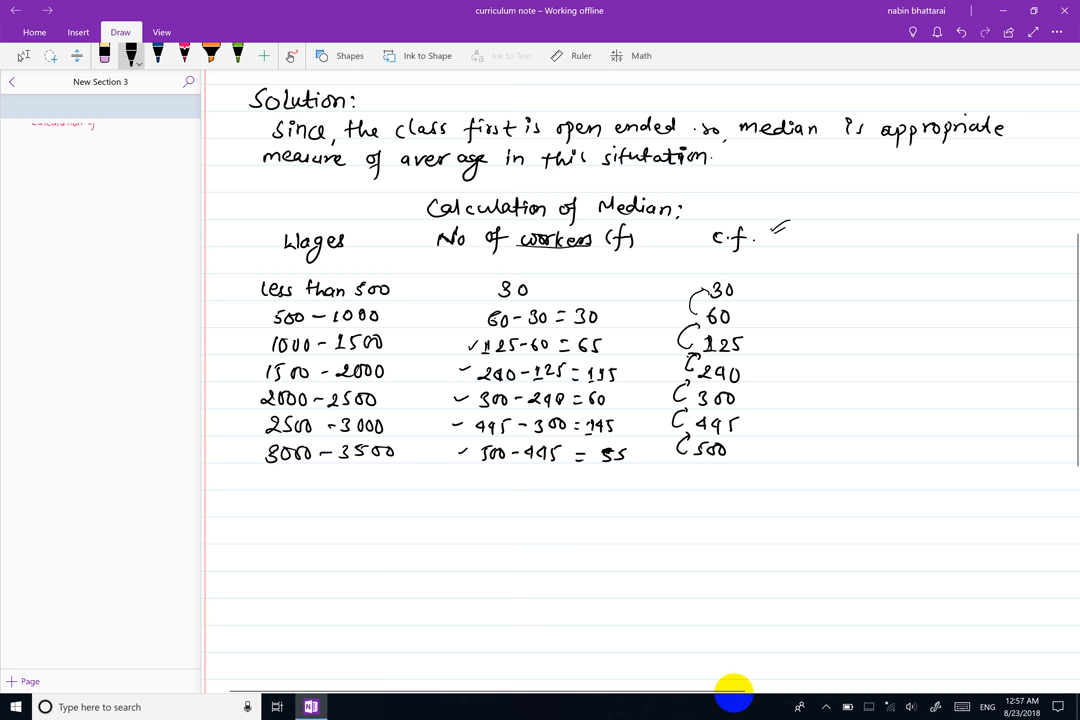 curriculum note – Working offline
nabin bhattarai
Home Insert Draw View
Shapes Ink to Shape Ink to Text Ruler Math
New Section 3
Solution:
Since, the class first is open ended so, median is appropriate
measure of average in this situtation.
Calculation of Median:
Wages No of workers (f) c.f.
less than 500 30 30
500 – 1000 60 - 30 = 30 60
1000 – 1500 125 - 60 = 65 125
1500 – 2000 240 - 125 = 115 240
2000 – 2500 300 - 240 = 60 300
2500 – 3000 445 - 300 = 145 445
3000 – 3500 500 - 445 = 55 500
+ Page
Type here to search
ENG
12:57 AM
8/23/2018